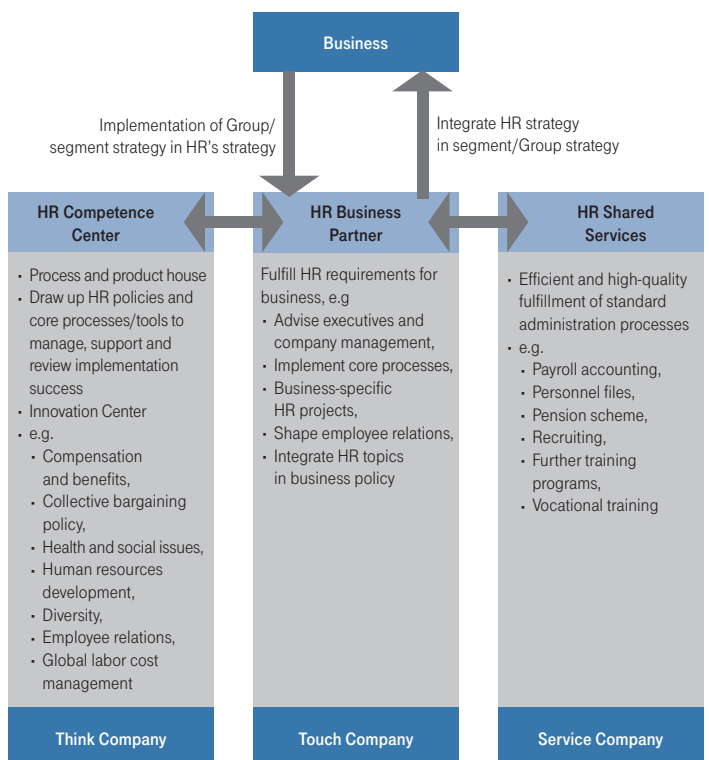 Business
Implementation of Group/
segment strategy in HR's strategy
Integrate HR strategy
in segment/Group strategy
HR Competence
Center
· Process and product house
· Draw up HR policies and
core processes/tools to
manage, support and
review implementation
success
· Innovation Center
· e.g.
· Compensation
and benefits,
· Collective bargaining
policy,
· Health and social issues,
· Human resources
development,
· Diversity,
· Employee relations,
· Global labor cost
management
Think Company
HR Business
Partner
Fulfill HR requirements for
business, e.g
· Advise executives and
company management,
· Implement core processes,
· Business-specific
HR projects,
· Shape employee relations,
· Integrate HR topics
in business policy
Touch Company
HR Shared
Services
· Efficient and high-quality
fulfillment of standard
administration processes
· e.g.
· Payroll accounting,
· Personnel files,
· Pension scheme,
· Recruiting,
· Further training
programs,
· Vocational training
Service Company